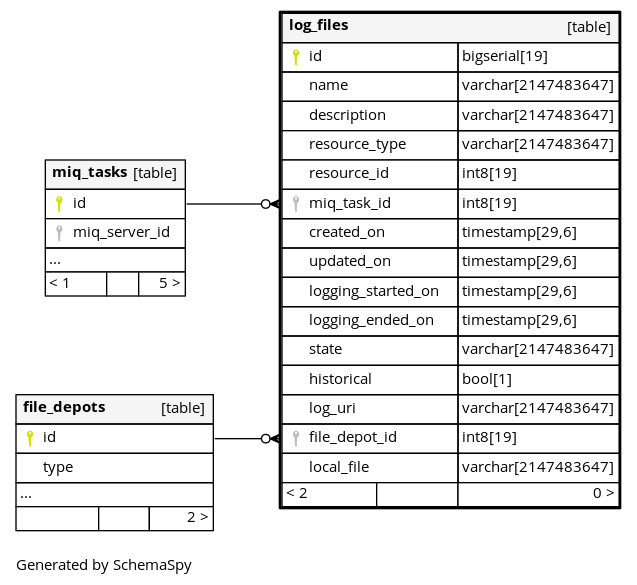 log_files [table]
id bigserial[19]
name varchar[2147483647]
description varchar[2147483647]
resource_type varchar[2147483647]
resource_id int8[19]
miq_task_id int8[19]
created_on timestamp[29,6]
updated_on timestamp[29,6]
logging_started_on timestamp[29,6]
logging_ended_on timestamp[29,6]
state varchar[2147483647]
historical bool[1]
log_uri varchar[2147483647]
file_depot_id int8[19]
local_file varchar[2147483647]
< 2 0 >
miq_tasks [table]
id
miq_server_id
...
< 1 5 >
file_depots [table]
id
type
...
2 >
Generated by SchemaSpy